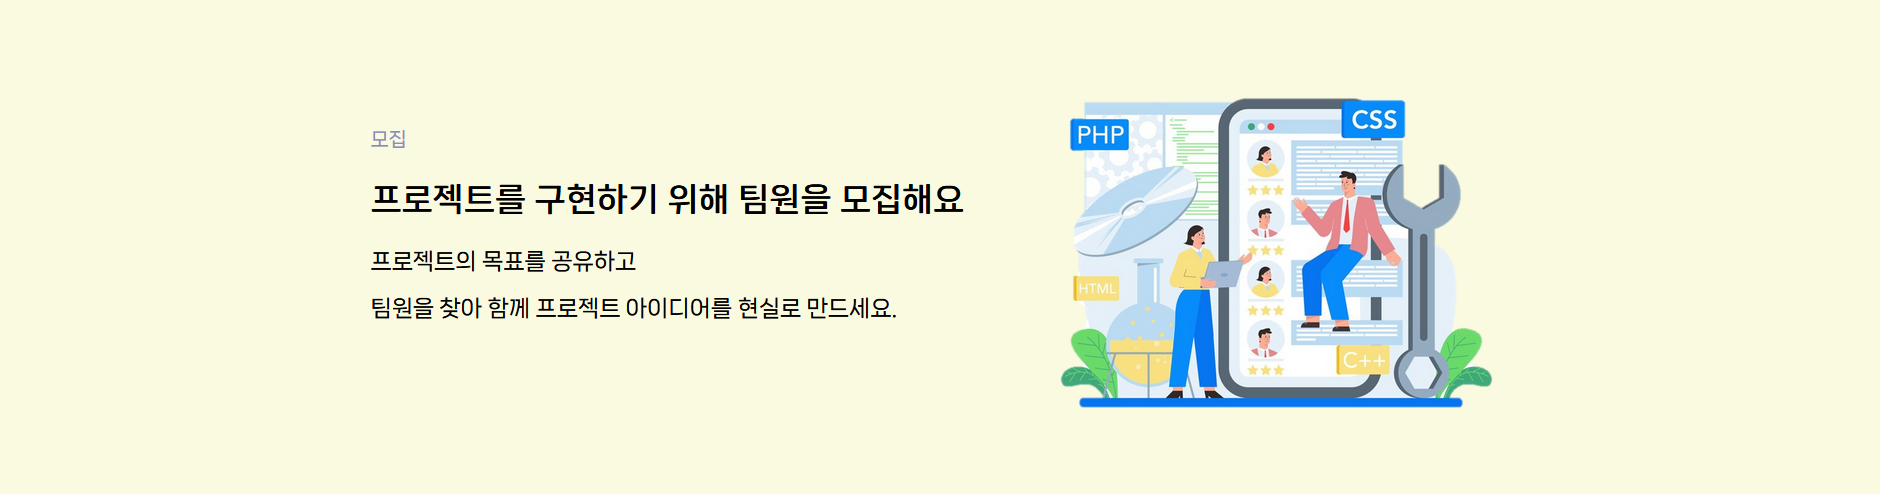 모집
프로젝트를 구현하기 위해 팀원을 모집해요
프로젝트의 목표를 공유하고
팀원을 찾아 함께 프로젝트 아이디어를 현실로 만드세요.
PHP
CSS
HTML
C++